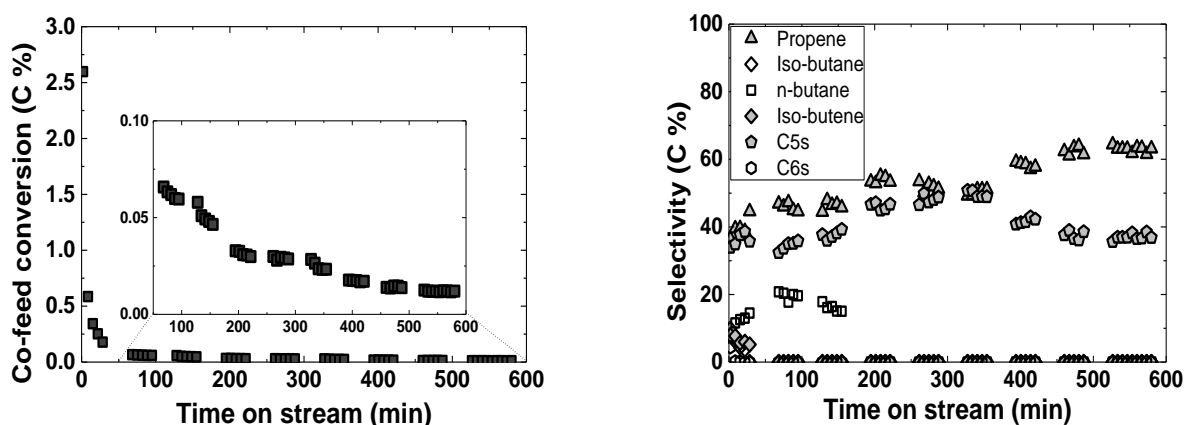 Co-feed conversion (C %)
3.0
2.5
2.0
1.5
1.0
0.5
0.0
0.10
0.05
0.00
100 200 300 400 500 600
0 100 200 300 400 500 600
Time on stream (min)
Selectivity (C %)
100
80
60
40
20
0
Propene
Iso-butane
n-butane
Iso-butene
C5s
C6s
0 100 200 300 400 500 600
Time on stream (min)